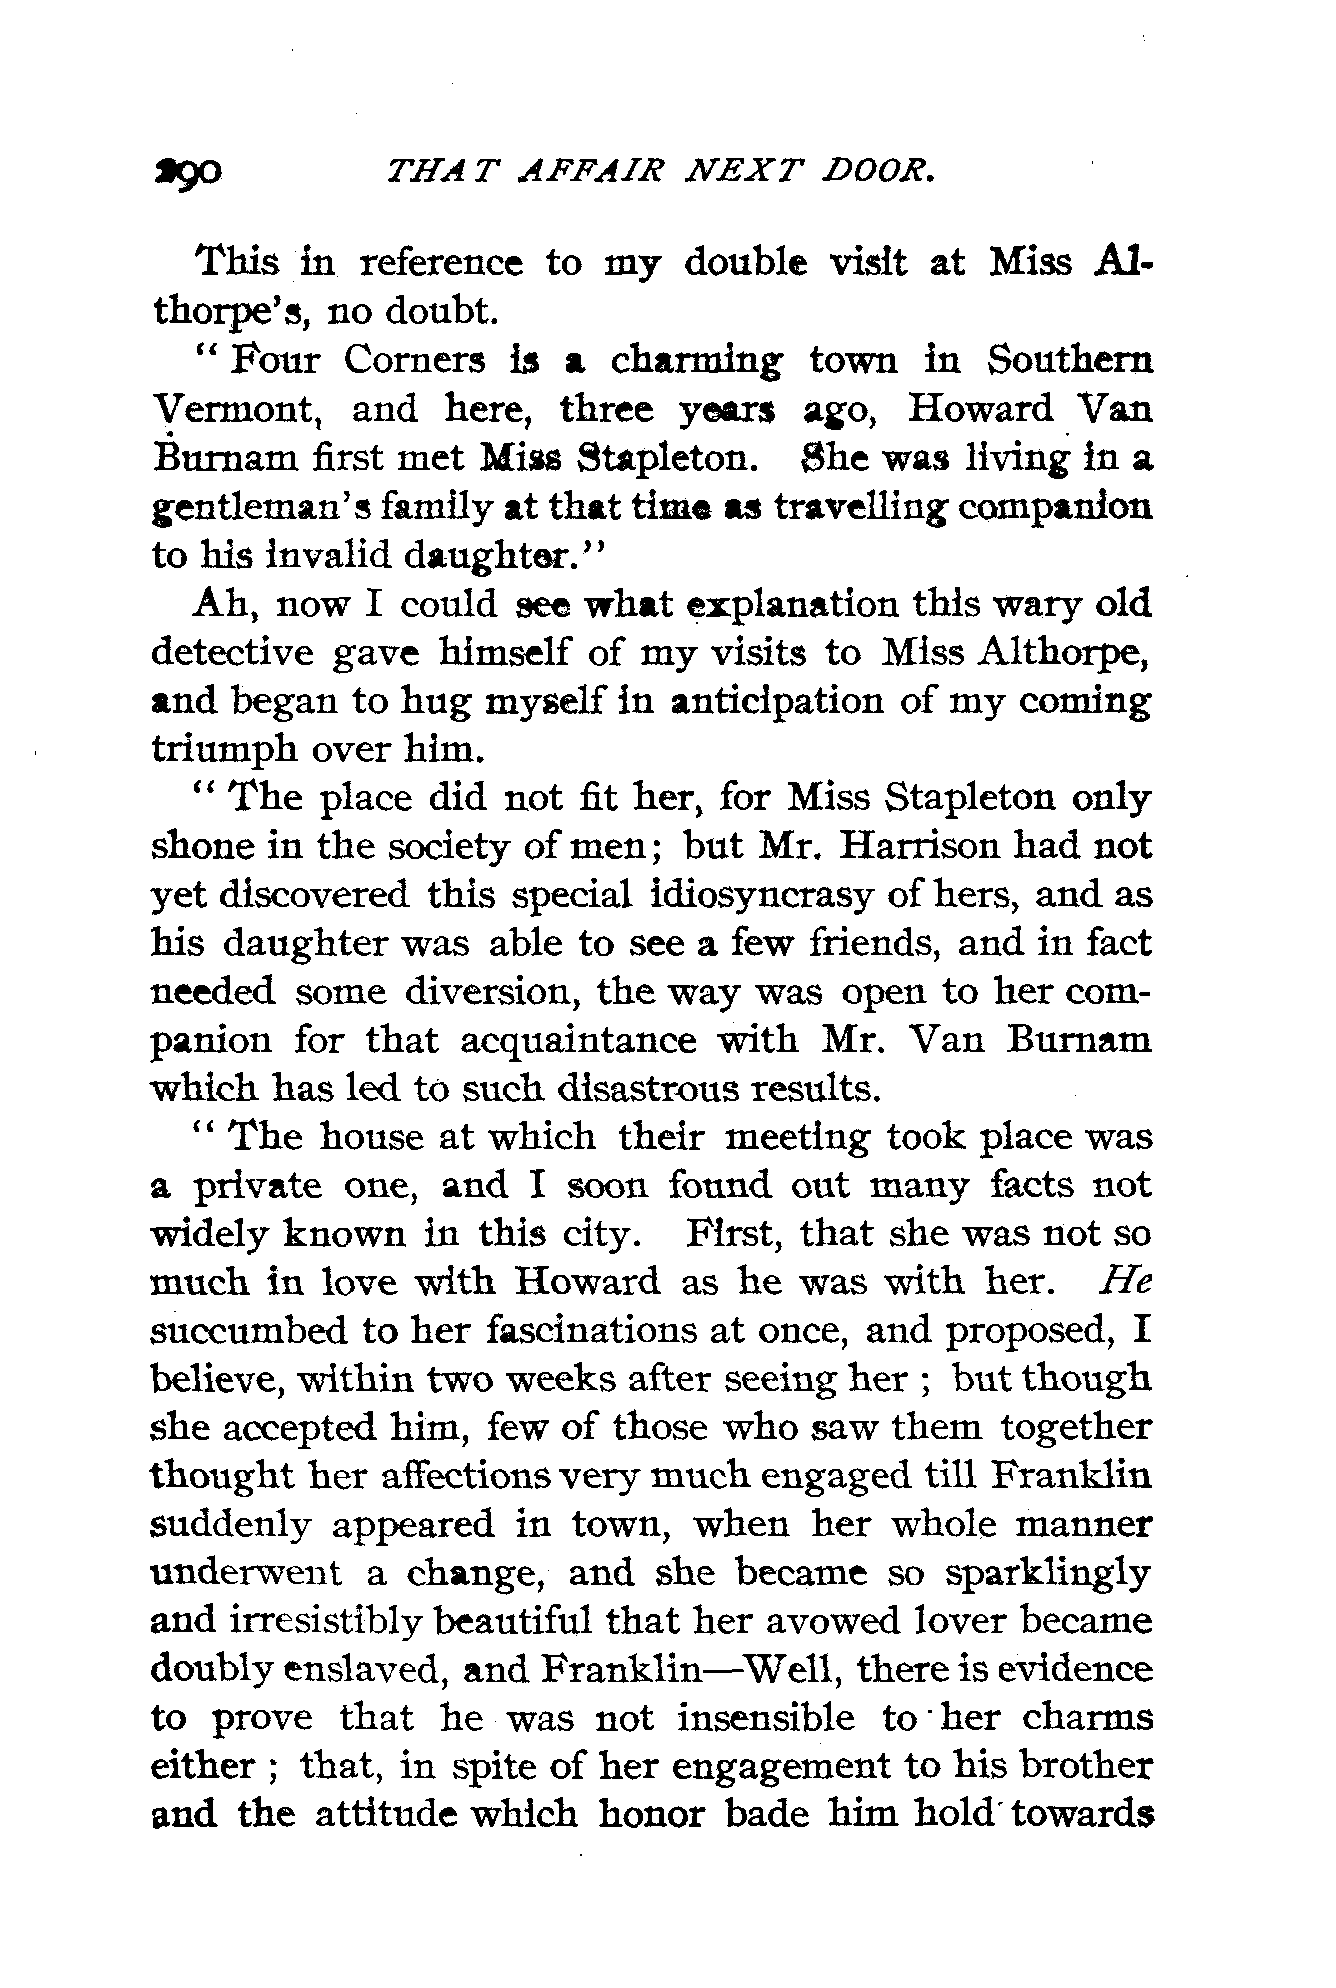 290 THAT AFFAIR NEXT DOOR.
This in reference to my double visit at Miss Al-
thorpe's, no doubt.
" Four Corners is a charming town in Southern
Vermont, and here, three years ago, Howard Van
Burnam first met Miss Stapleton. She was living in a
gentleman's family at that time as travelling companion
to his invalid daughter."
Ah, now I could see what explanation this wary old
detective gave himself of my visits to Miss Althorpe,
and began to hug myself in anticipation of my coming
triumph over him.
" The place did not fit her, for Miss Stapleton only
shone in the society of men; but Mr. Harrison had not
yet discovered this special idiosyncrasy of hers, and as
his daughter was able to see a few friends, and in fact
needed some diversion, the way was open to her com-
panion for that acquaintance with Mr. Van Burnam
which has led to such disastrous results.
" The house at which their meeting took place was
a private one, and I soon found out many facts not
widely known in this city. First, that she was not so
much in love with Howard as he was with her. He
succumbed to her fascinations at once, and proposed, I
believe, within two weeks after seeing her ; but though
she accepted him, few of those who saw them together
thought her affections very much engaged till Franklin
suddenly appeared in town, when her whole manner
underwent a change, and she became so sparklingly
and irresistibly beautiful that her avowed lover became
doubly enslaved, and Franklin—Well, there is evidence
to prove that he was not insensible to her charms
either ; that, in spite of her engagement to his brother
and the attitude which honor bade him hold towards